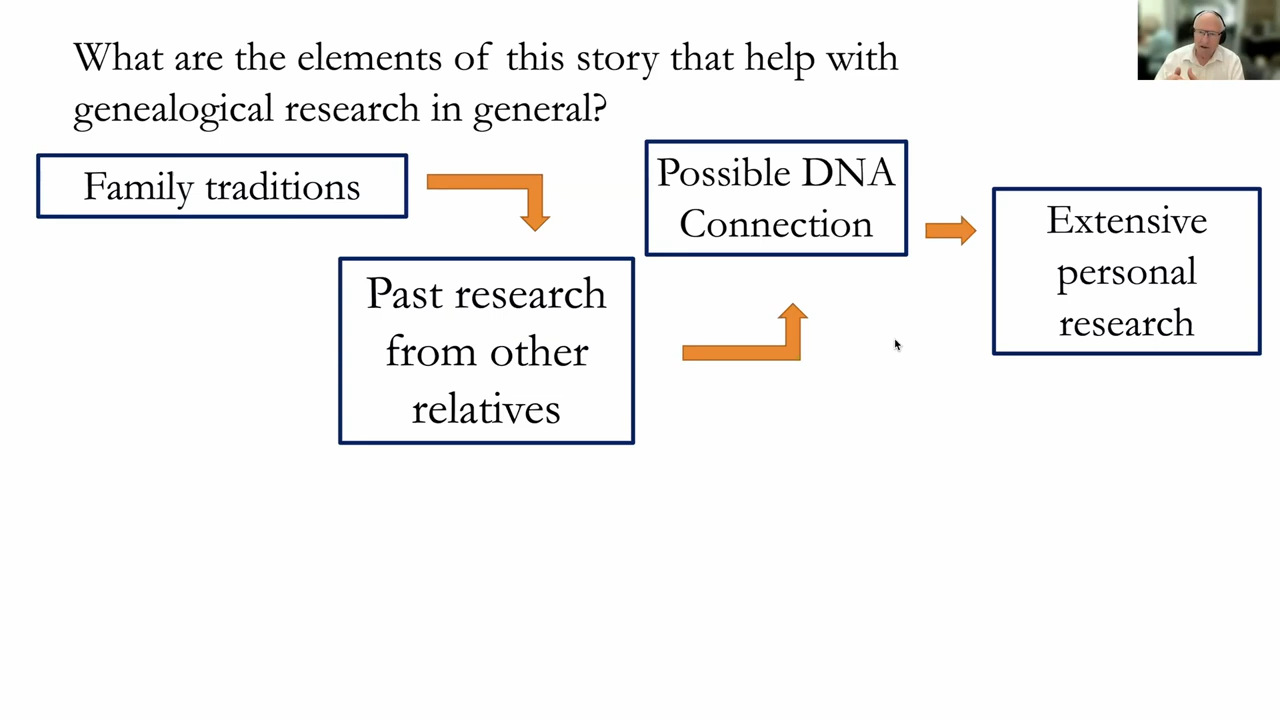 What are the elements of this story that help with
genealogical research in general?
Family traditions
Past research
from other
relatives
Possible DNA
Connection
Extensive
personal
research